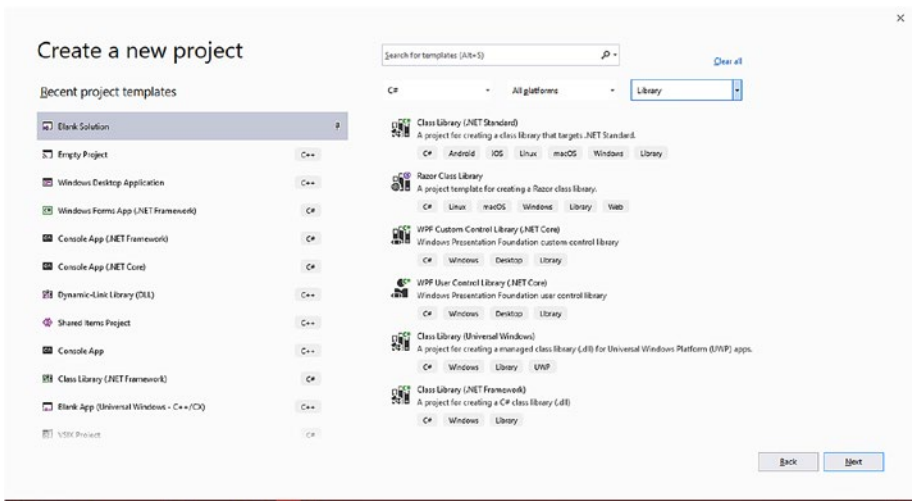 Create a new project
Search for templates (Alt+S)
Clear all
Recent project templates
C#
All platforms
Library
Blank Solution
Empty Project
C++
Windows Desktop Application
C++
Windows Forms App (.NET Framework)
C#
Console App (.NET Framework)
C#
Console App (.NET Core)
C#
Dynamic-Link Library (DLL)
C++
Shared Items Project
C++
Console App
C++
Class Library (.NET Framework)
C#
Blank App (Universal Windows - C++/CX)
C++
VSIX Project
C#
Class Library (.NET Standard)
A project for creating a class library that targets .NET Standard.
C# Android iOS Linux macOS Windows Library
Razor Class Library
A project template for creating a Razor class library.
C# Linux macOS Windows Library Web
WPF Custom Control Library (.NET Core)
Windows Presentation Foundation custom control library
C# Windows Desktop Library
WPF User Control Library (.NET Core)
Windows Presentation Foundation user control library
C# Windows Desktop Library
Class Library (Universal Windows)
A project for creating a managed class library (.dll) for Universal Windows Platform (UWP) apps.
C# Windows Library UWP
Class Library (.NET Framework)
A project for creating a C# class library (.dll)
C# Windows Library
Back
Next